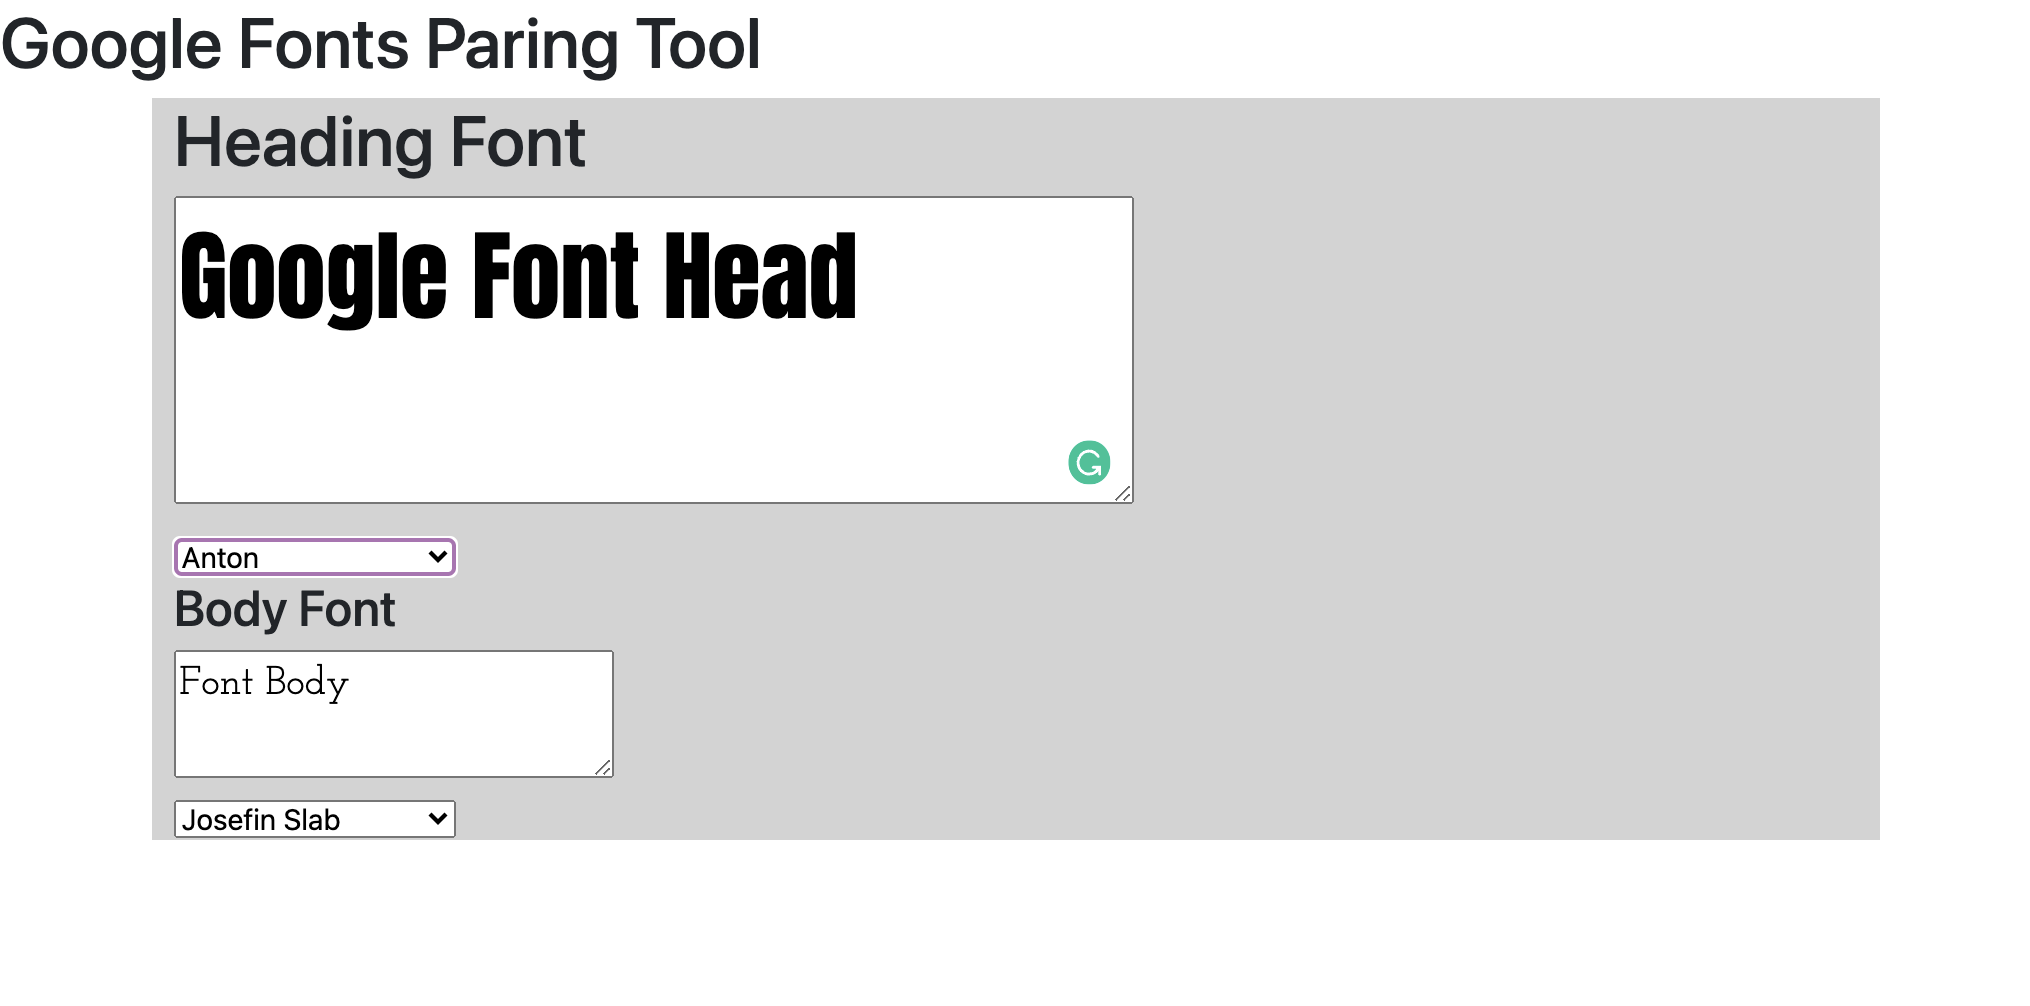 Google Fonts Paring Tool
Heading Font
Google Font Head
Anton
Body Font
Font Body
Josefin Slab